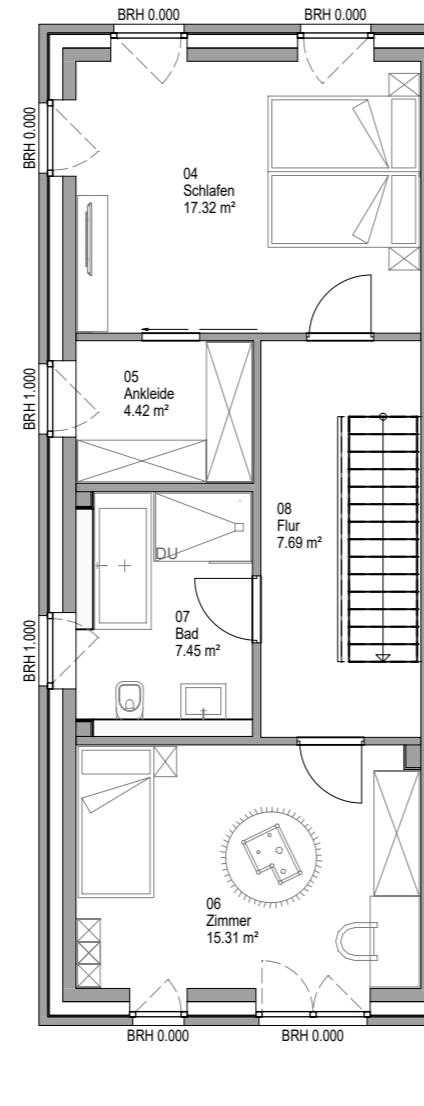 BRH 0.000
BRH 0.000
BRH 0.000
04
Schlafen
17.32 m²
BRH 1.000
05
Ankleide
4.42 m²
08
Flur
7.69 m²
DU
07
Bad
7.45 m²
BRH 1.000
06
Zimmer
15.31 m²
BRH 0.000
BRH 0.000